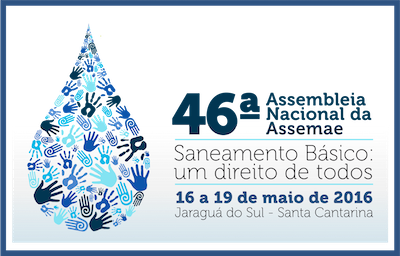 46ª Assembleia
Nacional da
Assemae
Saneamento Básico:
um direito de todos
16 a 19 de maio de 2016
Jaraguá do Sul - Santa Cantarina